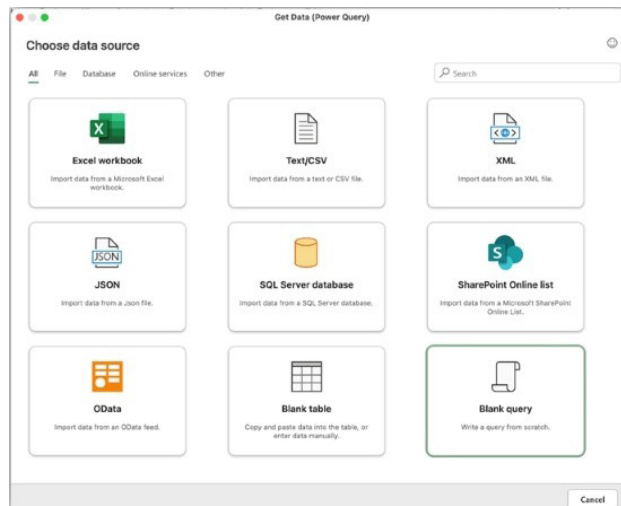 Get Data (Power Query)
Choose data source
All File Database Online services Other Search
Excel workbook
Import data from a Microsoft Excel
workbook.
Text/CSV
Import data from a text or CSV file.
XML
Import data from an XML file.
JSON
JSON
Import data from a Json file.
SQL Server database
Import data from a SQL Server database.
SharePoint Online list
Import data from a Microsoft SharePoint
Online List.
OData
Import data from an OData feed.
Blank table
Copy and paste data into the table, or
enter data manually.
Blank query
Write a query from scratch.
Cancel